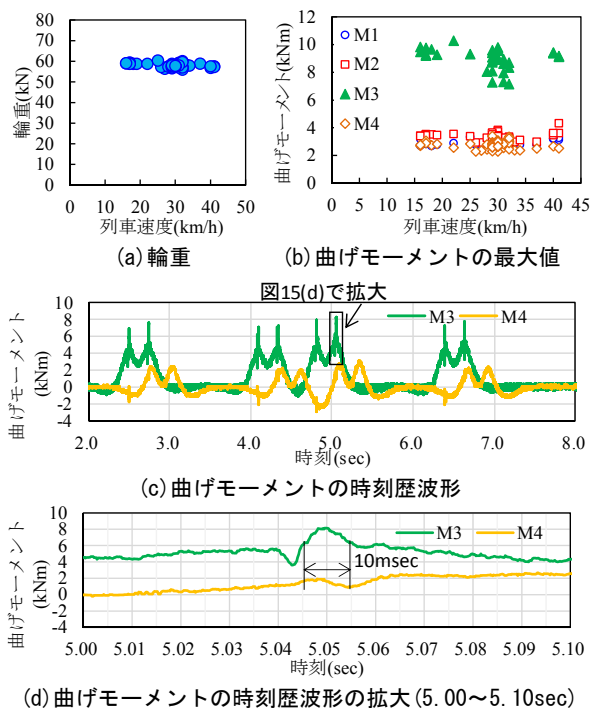 輪重(kN)
80
70
60
50
40
30
20
10
0
0 10 20 30 40 50
列車速度(km/h)
(a)輪重
曲げモーメント(kNm)
12
10
8
6
4
2
0
M1
M2
M3
M4
0 5 10 15 20 25 30 35 40 45
列車速度(km/h)
(b)曲げモーメントの最大値
図15(d)で拡大
曲げモーメント
(kNm)
10
8
6
4
2
0
-2
-4
M3 M4
2.0 3.0 4.0 5.0 6.0 7.0 8.0
時刻(sec)
(c)曲げモーメントの時刻歴波形
曲げモーメント
(kNm)
10
8
6
4
2
0
-2
-4
M3 M4
10msec
5.00 5.01 5.02 5.03 5.04 5.05 5.06 5.07 5.08 5.09 5.10
時刻(sec)
(d)曲げモーメントの時刻歴波形の拡大(5.00～5.10sec)